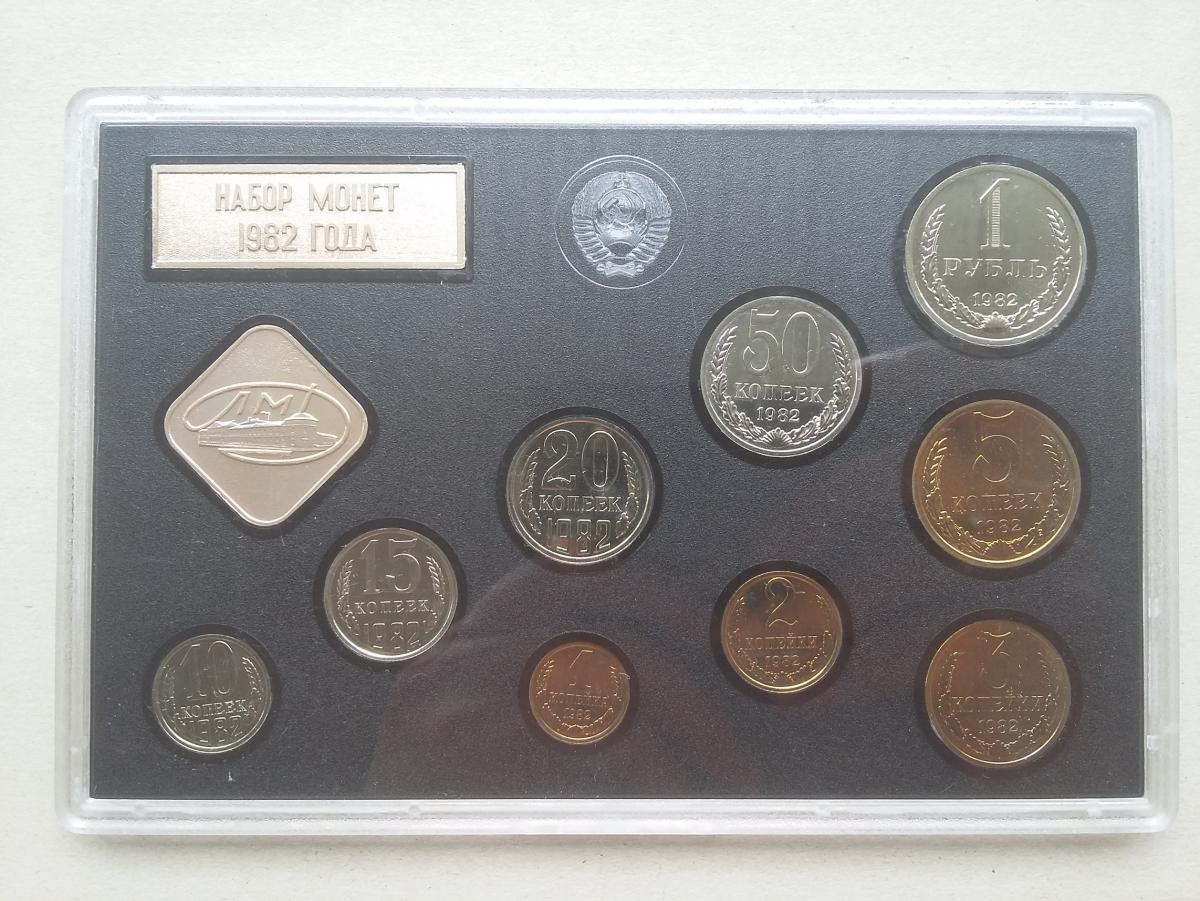 НАБОР МОНЕТ
1982 ГОДА
1
РУБЛЬ
1982
50
КОПЕЕК
1982
ЛМД
20
КОПЕЕК
1982
5
КОПЕЕК
1982
15
КОПЕЕК
1982
2
КОПЕЙКИ
1982
10
КОПЕЕК
1982
1
КОПЕЙКА
1982
3
КОПЕЙКИ
1982